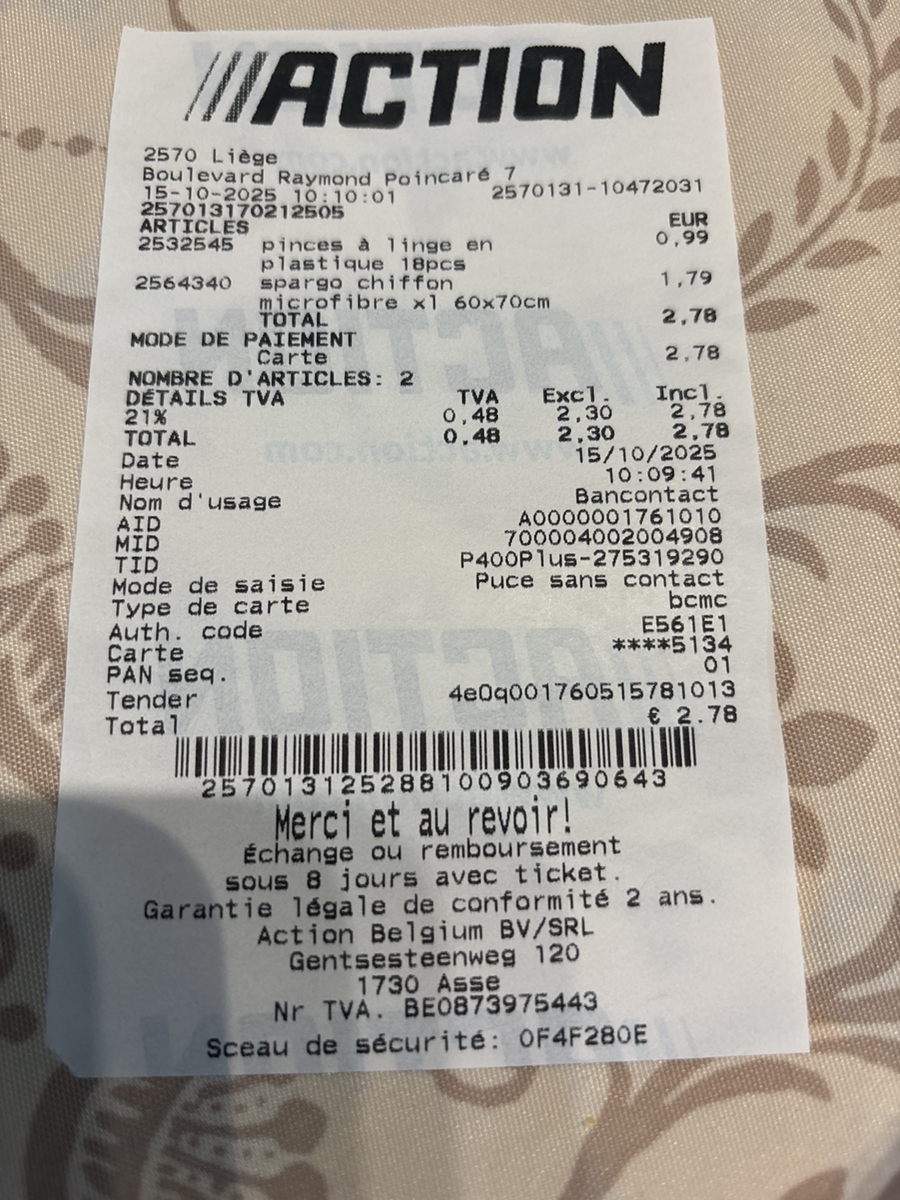 ///ACTION
2570 Liège
Boulevard Raymond Poincaré 7
15-10-2025 10:10:01 2570131-10472031
257013170212505
ARTICLES EUR
2532545 pinces à linge en 0,99
plastique 18pcs
2564340 spargo chiffon 1,79
microfibre xl 60x70cm
TOTAL 2,78
MODE DE PAIEMENT
Carte 2,78
NOMBRE D'ARTICLES: 2
DÉTAILS TVA TVA Excl. Incl.
21% 0,48 2,30 2,78
TOTAL 0,48 2,30 2,78
Date 15/10/2025
Heure 10:09:41
Nom d'usage Bancontact
AID A0000001761010
MID 700004002004908
TID P400Plus-275319290
Mode de saisie Puce sans contact
Type de carte bcmc
Auth. code E561E1
Carte ****5134
PAN seq. 01
Tender 4e0q001760515781013
Total € 2.78
257013125288100903690643
Merci et au revoir!
Échange ou remboursement
sous 8 jours avec ticket.
Garantie légale de conformité 2 ans.
Action Belgium BV/SRL
Gentsesteenweg 120
1730 Asse
Nr TVA. BE0873975443
Sceau de sécurité: 0F4F280E